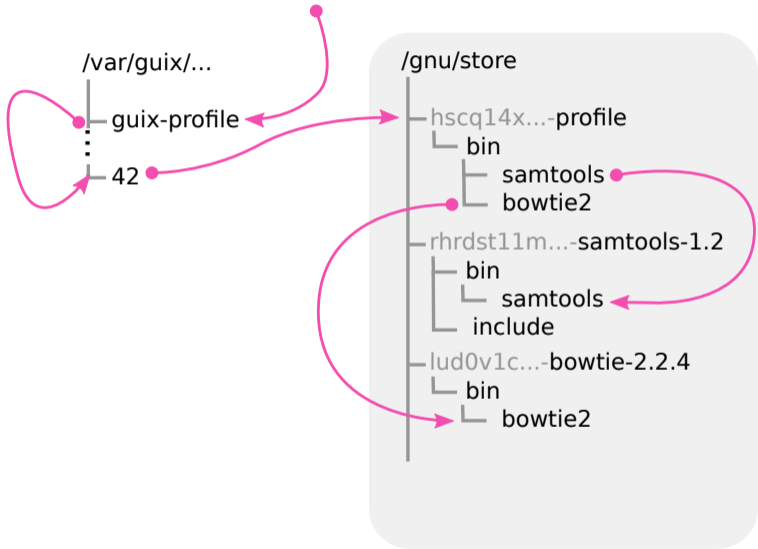 /var/guix/...
guix-profile
42
/gnu/store
hscq14x...-profile
bin
samtools
bowtie2
rhrdst11m...-samtools-1.2
bin
samtools
include
lud0v1c...-bowtie-2.2.4
bin
bowtie2